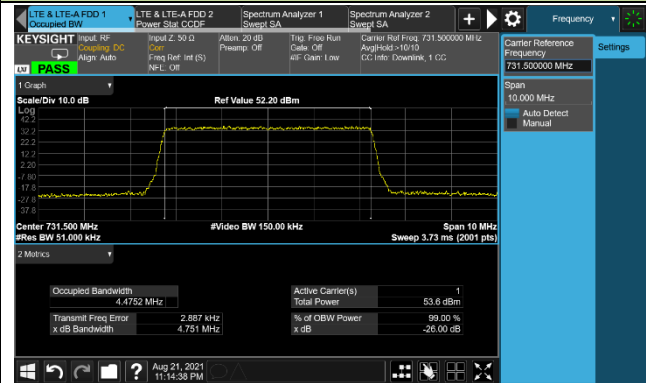 LTE & LTE-A FDD 1
Occupied BW
LTE & LTE-A FDD 2
Power Stat CCDF
Spectrum Analyzer 1
Swept SA
Spectrum Analyzer 2
Swept SA
Frequency
KEYSIGHT
LXI
PASS
Input: RF
Coupling: DC
Align: Auto
Input Z: 50 Ω
Corr
Freq Ref: Int (S)
NFE: Off
Atten: 20 dB
Preamp: Off
Trig: Free Run
Gate: Off
#IF Gain: Low
Carrier Ref Freq: 731.500000 MHz
Avg|Hold:>10/10
CC Info: Downlink, 1 CC
Carrier Reference
Frequency
731.500000 MHz
Settings
Span
10.000 MHz
Auto Detect
Manual
1 Graph
Scale/Div 10.0 dB
Ref Value 52.20 dBm
Log
42.2
32.2
22.2
12.2
2.20
-7.80
-17.8
-27.8
-37.8
Center 731.500 MHz
#Video BW 150.00 kHz
Span 10 MHz
#Res BW 51.000 kHz
Sweep 3.73 ms (2001 pts)
2 Metrics
Occupied Bandwidth
4.4752 MHz
Active Carrier(s)
1
Total Power
53.6 dBm
Transmit Freq Error
2.887 kHz
% of OBW Power
99.00 %
x dB Bandwidth
4.751 MHz
x dB
-26.00 dB
?
Aug 21, 2021
11:14:38 PM